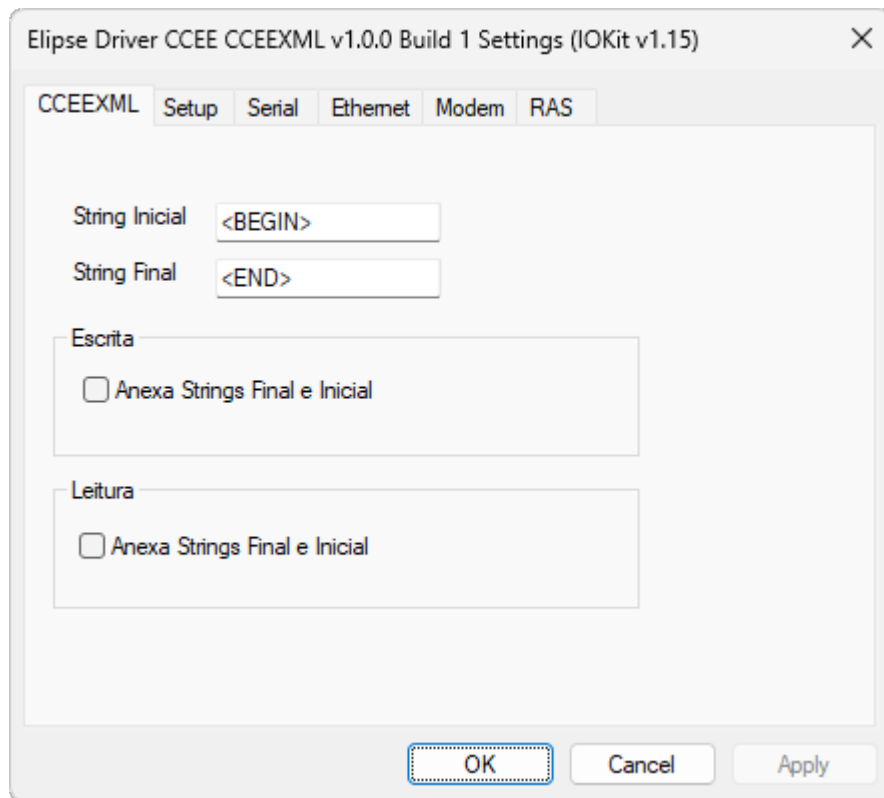 Elipse Driver CCEE CCEEXML v1.0.0 Build 1 Settings (IOKit v1.15)
CCEEXML Setup Serial Ethernet Modem RAS
String Inicial <BEGIN>
String Final <END>
Escrita
Anexa Strings Final e Inicial
Leitura
Anexa Strings Final e Inicial
OK Cancel Apply